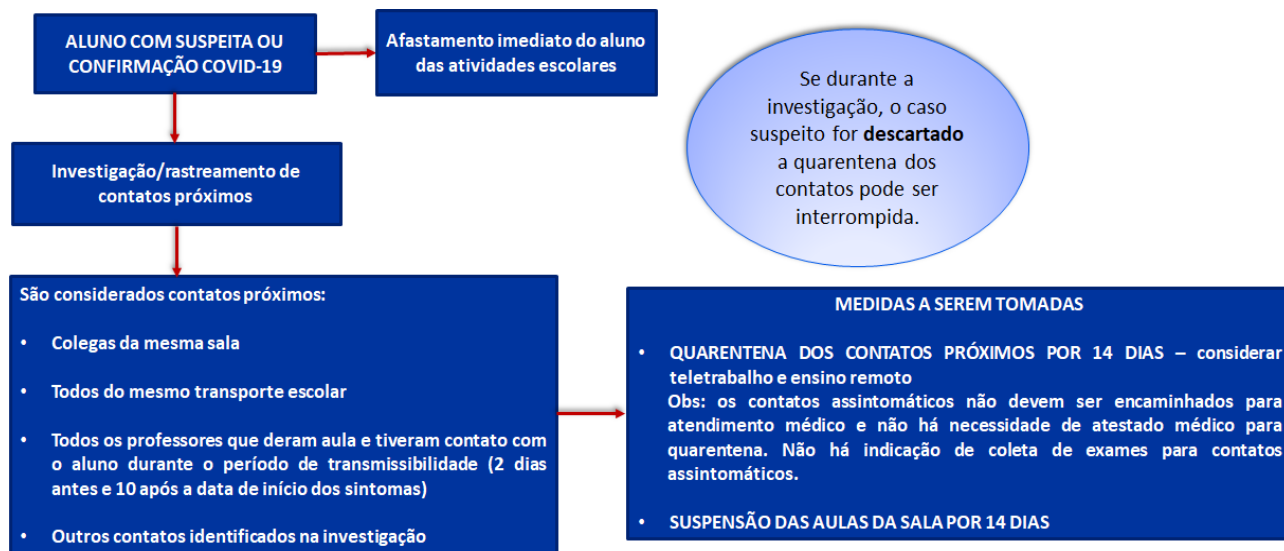 ALUNO COM SUSPEITA OU
CONFIRMAÇÃO COVID-19
Afastamento imediato do aluno
das atividades escolares
Se durante a
investigação, o caso
suspeito for descartado
a quarentena dos
contatos pode ser
interrompida.
Investigação/rastreamento de
contatos próximos
São considerados contatos próximos:
• Colegas da mesma sala
• Todos do mesmo transporte escolar
• Todos os professores que deram aula e tiveram contato com
o aluno durante o período de transmissibilidade (2 dias
antes e 10 após a data de início dos sintomas)
• Outros contatos identificados na investigação
MEDIDAS A SEREM TOMADAS
• QUARENTENA DOS CONTATOS PRÓXIMOS POR 14 DIAS – considerar
teletrabalho e ensino remoto
Obs: os contatos assintomáticos não devem ser encaminhados para
atendimento médico e não há necessidade de atestado médico para
quarentena. Não há indicação de coleta de exames para contatos
assintomáticos.
• SUSPENSÃO DAS AULAS DA SALA POR 14 DIAS